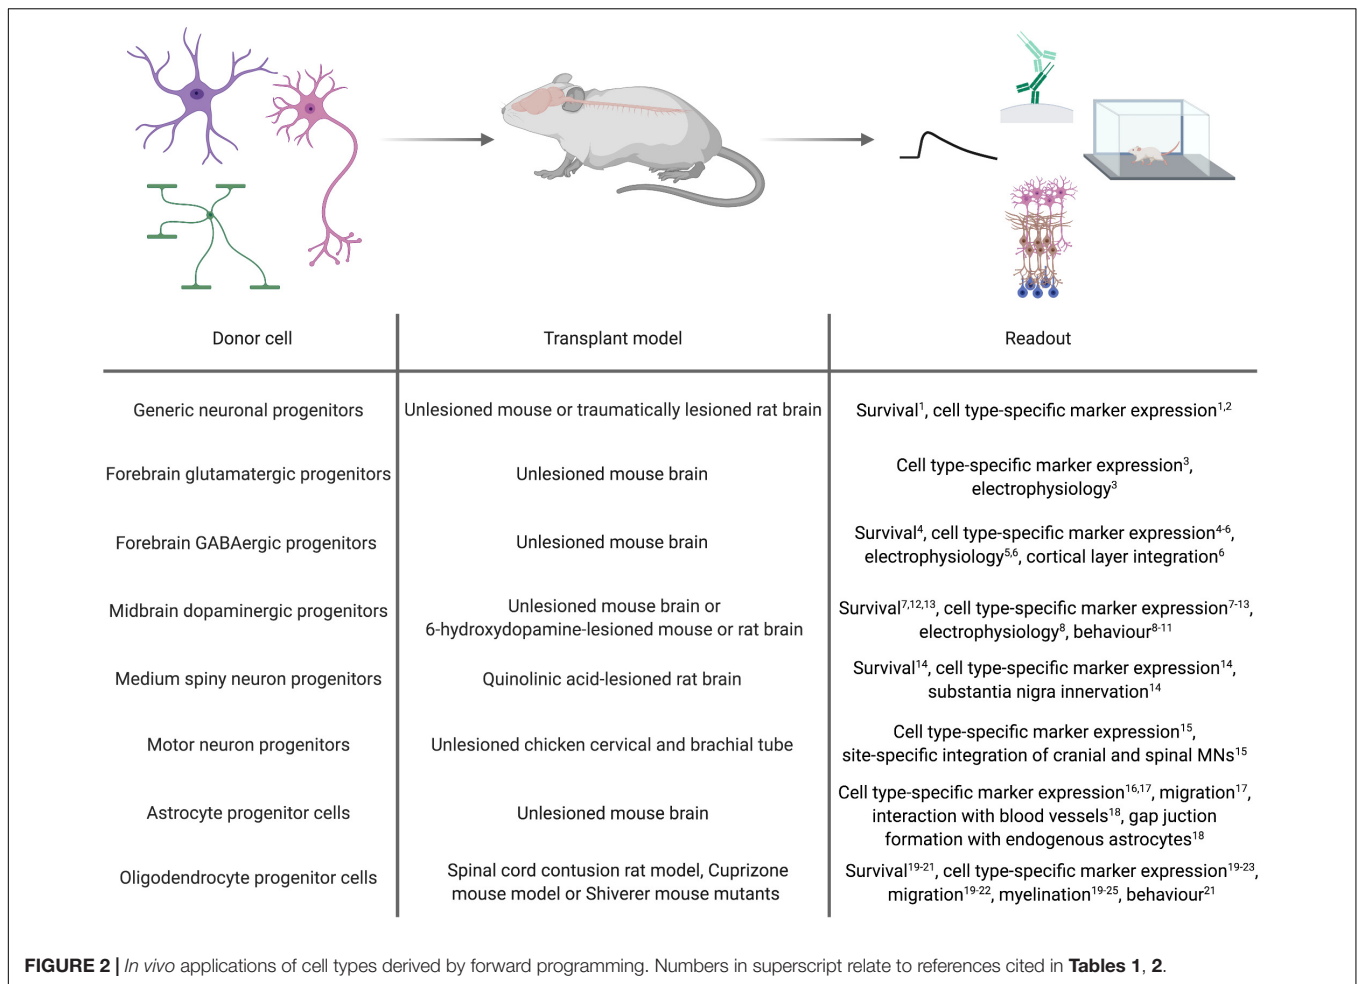 Donor cell
Transplant model
Readout
Generic neuronal progenitors
Unlesioned mouse or traumatically lesioned rat brain
Survival1, cell type-specific marker expression1,2
Forebrain glutamatergic progenitors
Unlesioned mouse brain
Cell type-specific marker expression3,
electrophysiology3
Forebrain GABAergic progenitors
Unlesioned mouse brain
Survival4, cell type-specific marker expression4-6,
electrophysiology5,6, cortical layer integration6
Midbrain dopaminergic progenitors
Unlesioned mouse brain or
6-hydroxydopamine-lesioned mouse or rat brain
Survival7,12,13, cell type-specific marker expression7-13,
electrophysiology8, behaviour8-11
Medium spiny neuron progenitors
Quinolinic acid-lesioned rat brain
Survival14, cell type-specific marker expression14,
substantia nigra innervation14
Motor neuron progenitors
Unlesioned chicken cervical and brachial tube
Cell type-specific marker expression15,
site-specific integration of cranial and spinal MNs15
Astrocyte progenitor cells
Unlesioned mouse brain
Cell type-specific marker expression16,17, migration17,
interaction with blood vessels18, gap juction
formation with endogenous astrocytes18
Oligodendrocyte progenitor cells
Spinal cord contusion rat model, Cuprizone
mouse model or Shiverer mouse mutants
Survival19-21, cell type-specific marker expression19-23,
migration19-22, myelination19-25, behaviour21
FIGURE 2 | In vivo applications of cell types derived by forward programming. Numbers in superscript relate to references cited in Tables 1, 2.